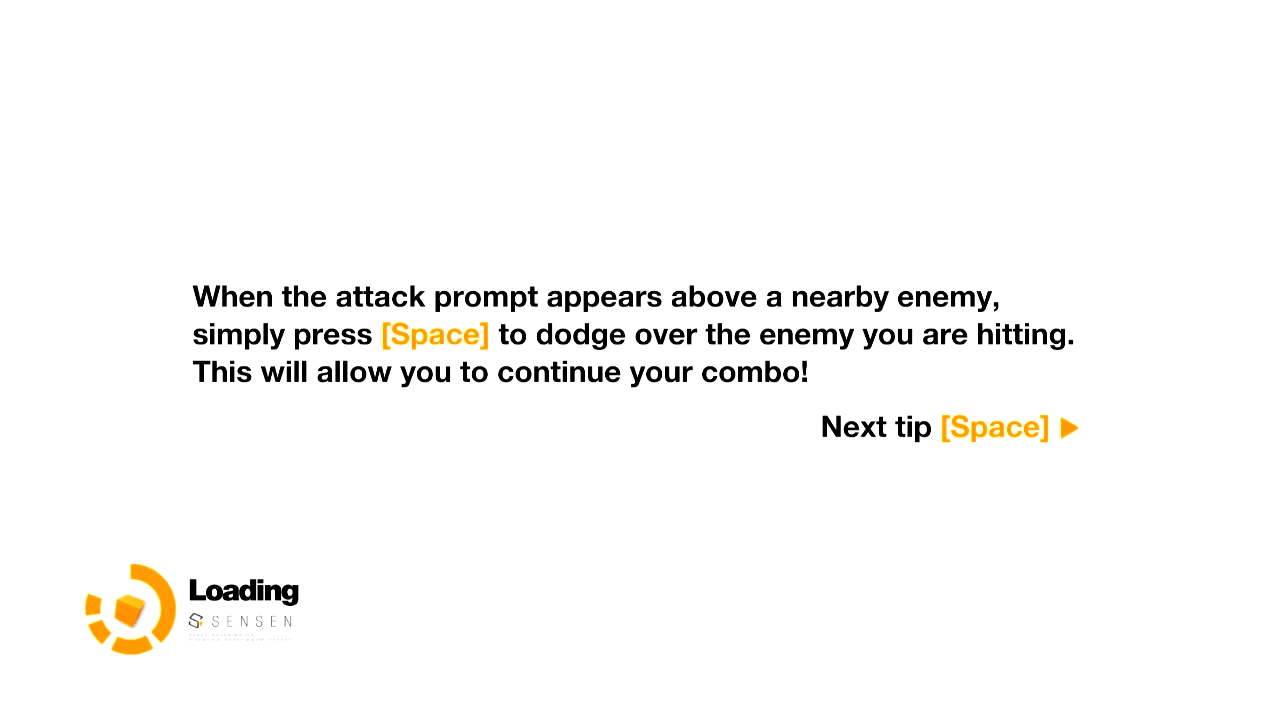 When the attack prompt appears above a nearby enemy,
simply press [Space] to dodge over the enemy you are hitting.
This will allow you to continue your combo!
Next tip [Space]
Loading
SENSEN